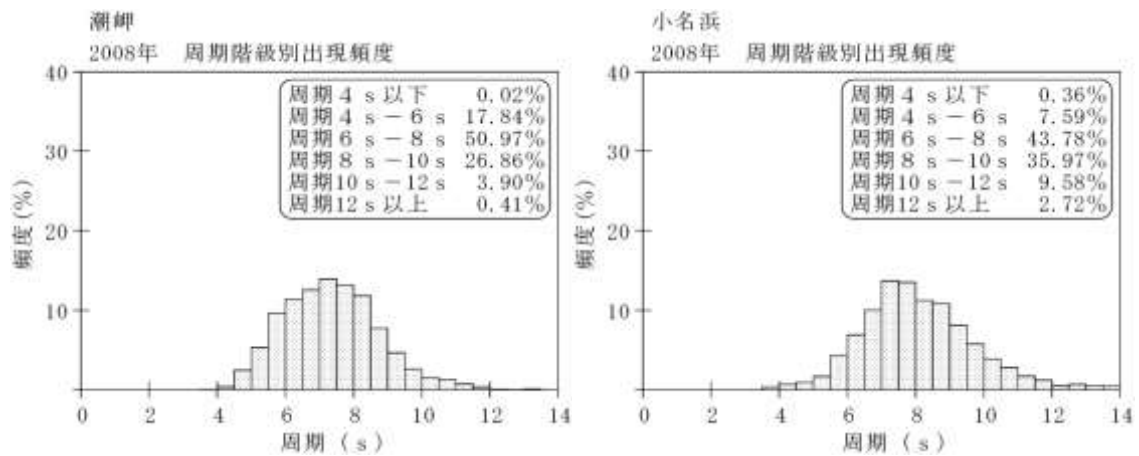 潮岬
2008年 周期階級別出現頻度
40
30
20
10
頻度(%)
周期 4 s 以下 0.02%
周期 4 s － 6 s 17.84%
周期 6 s － 8 s 50.97%
周期 8 s －10 s 26.86%
周期10 s －12 s 3.90%
周期12 s 以上 0.41%
0 2 4 6 8 10 12 14
周期 (s)
小名浜
2008年 周期階級別出現頻度
40
30
20
10
頻度(%)
周期 4 s 以下 0.36%
周期 4 s － 6 s 7.59%
周期 6 s － 8 s 43.78%
周期 8 s －10 s 35.97%
周期10 s －12 s 9.58%
周期12 s 以上 2.72%
0 2 4 6 8 10 12 14
周期 (s)